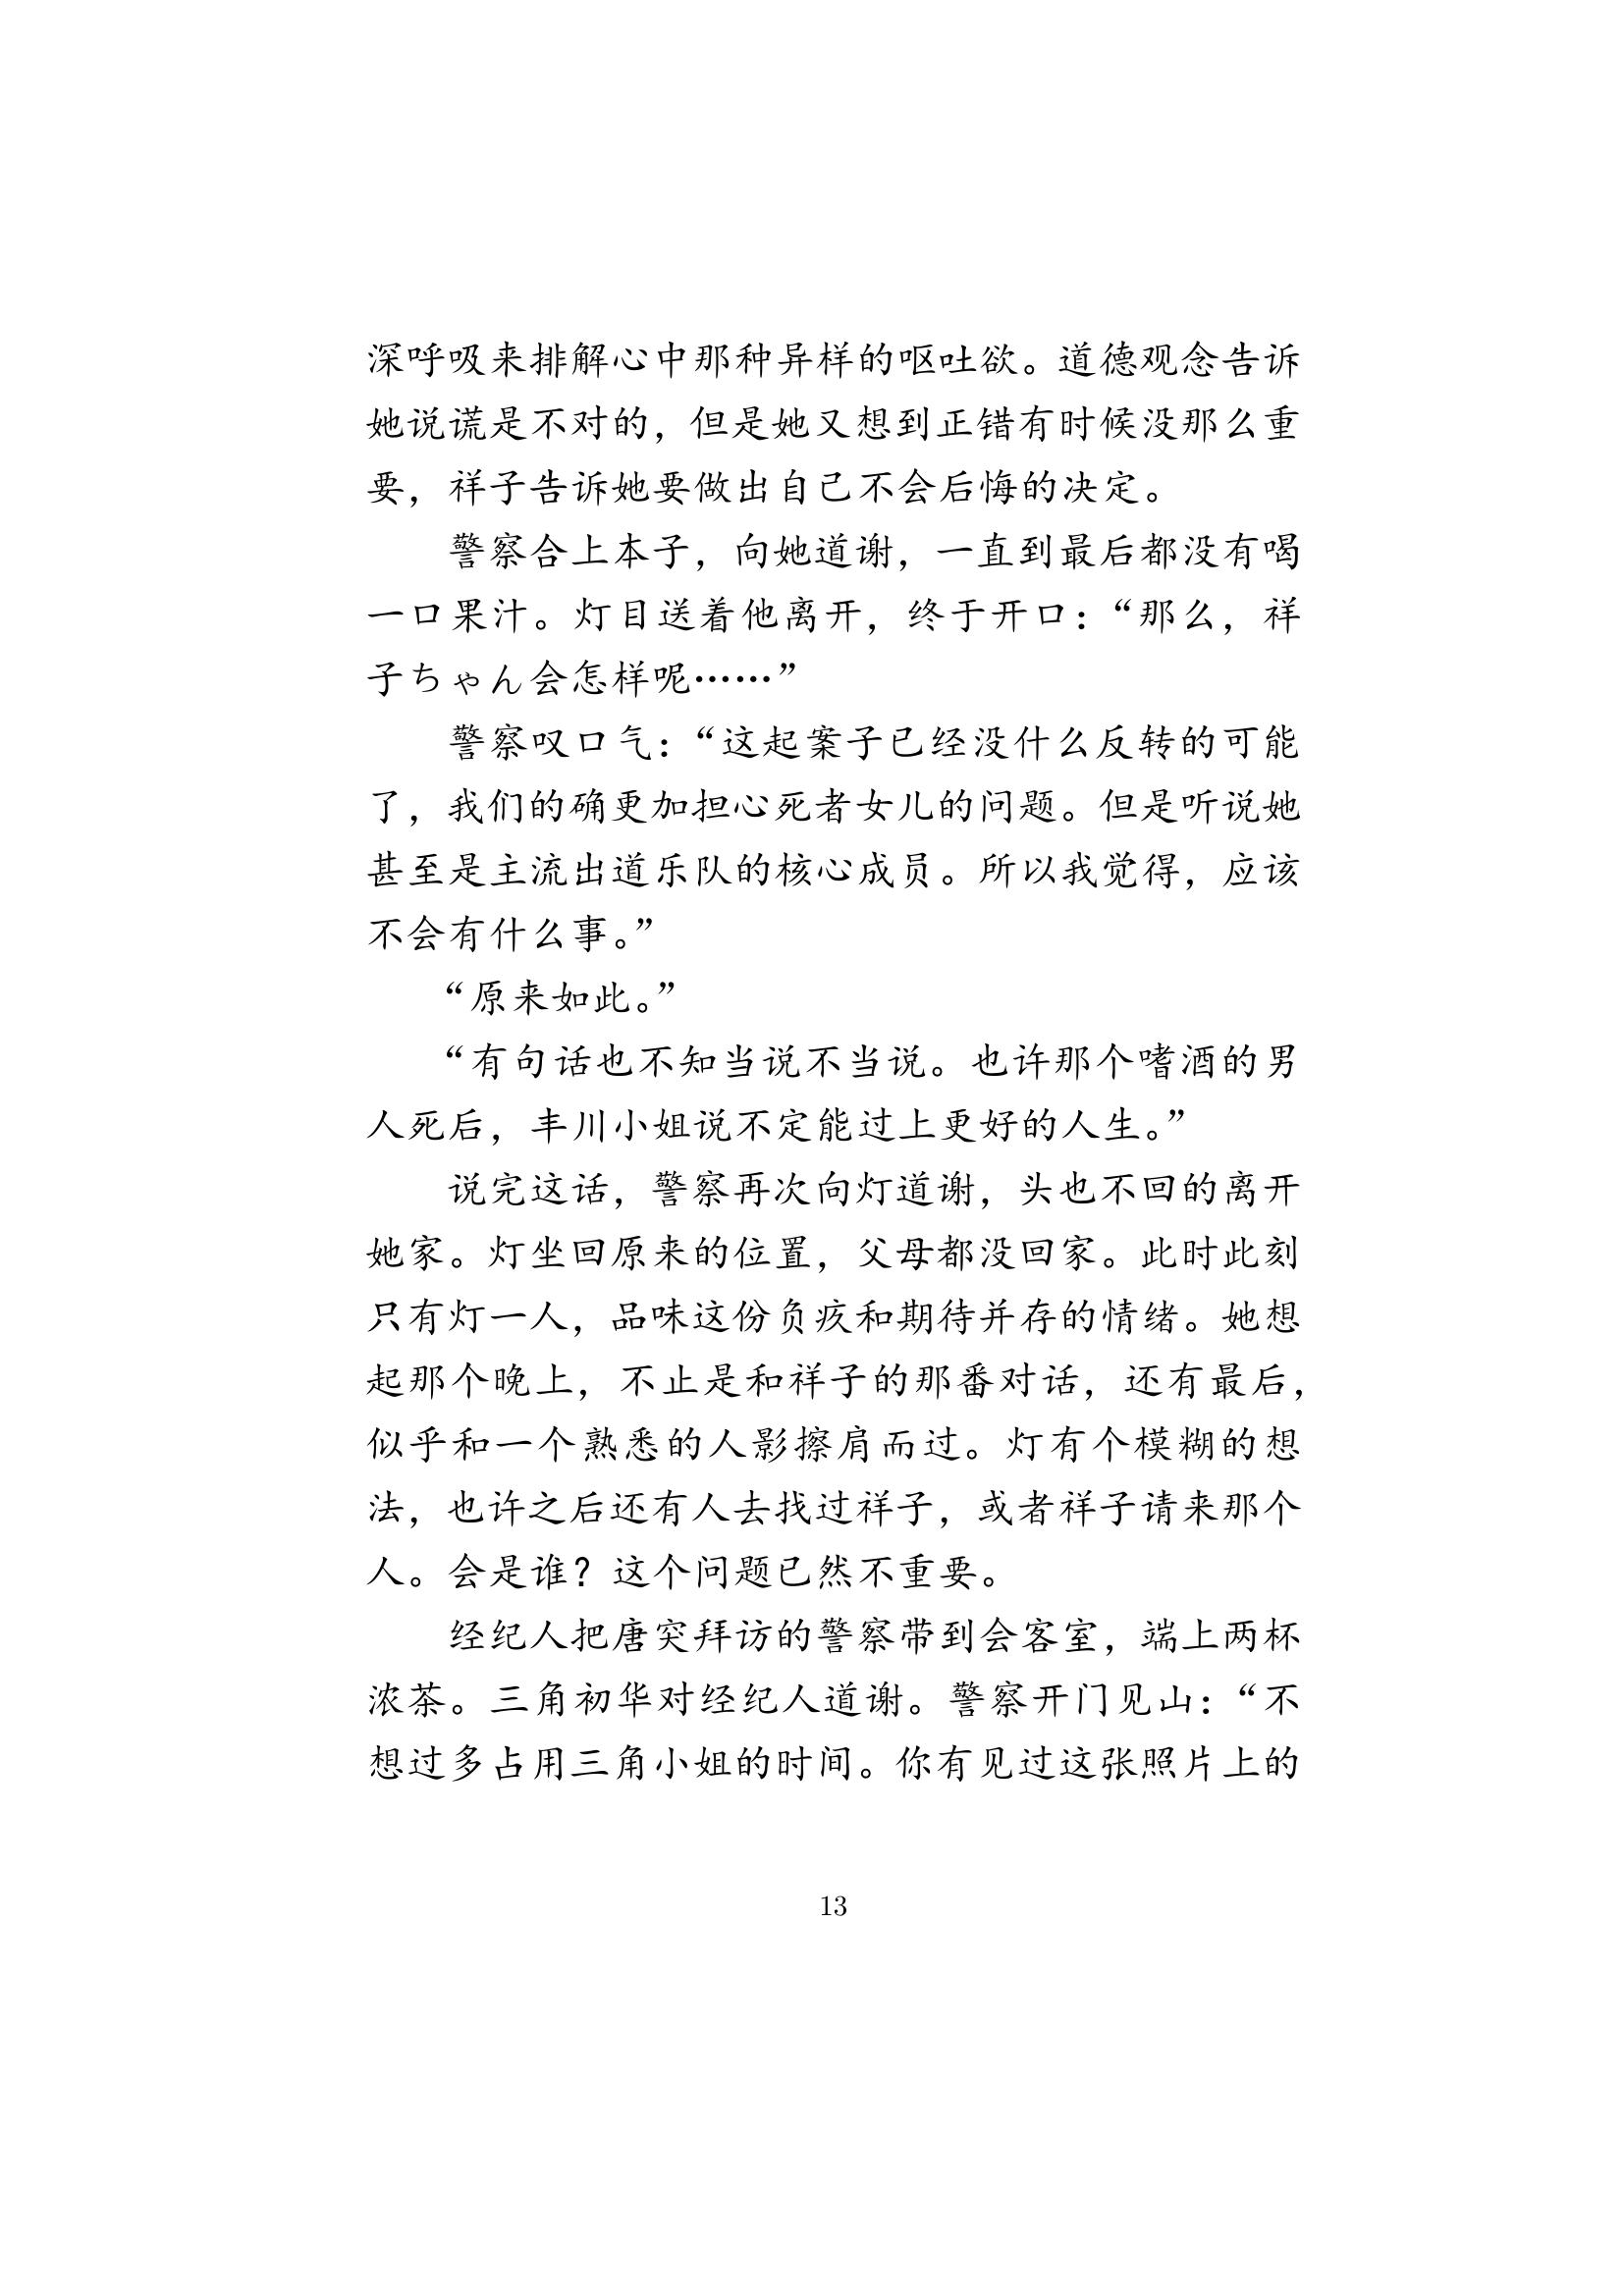 深呼吸来排解心中那种异样的呕吐欲。道德观念告诉
她说谎是不对的，但是她又想到正错有时候没那么重
要，祥子告诉她要做出自己不会后悔的决定。
警察合上本子，向她道谢，一直到最后都没有喝
一口果汁。灯目送着他离开，终于开口：“那么，祥
子ちゃん会怎样呢……”
警察叹口气：“这起案子已经没什么反转的可能
了，我们的确更加担心死者女儿的问题。但是听说她
甚至是主流出道乐队的核心成员。所以我觉得，应该
不会有什么事。”
“原来如此。”
“有句话也不知当说不当说。也许那个嗜酒的男
人死后，丰川小姐说不定能过上更好的人生。”
说完这话，警察再次向灯道谢，头也不回的离开
她家。灯坐回原来的位置，父母都没回家。此时此刻
只有灯一人，品味这份负疚和期待并存的情绪。她想
起那个晚上，不止是和祥子的那番对话，还有最后，
似乎和一个熟悉的人影擦肩而过。灯有个模糊的想
法，也许之后还有人去找过祥子，或者祥子请来那个
人。会是谁？这个问题已然不重要。
经纪人把唐突拜访的警察带到会客室，端上两杯
浓茶。三角初华对经纪人道谢。警察开门见山：“不
想过多占用三角小姐的时间。你有见过这张照片上的
13